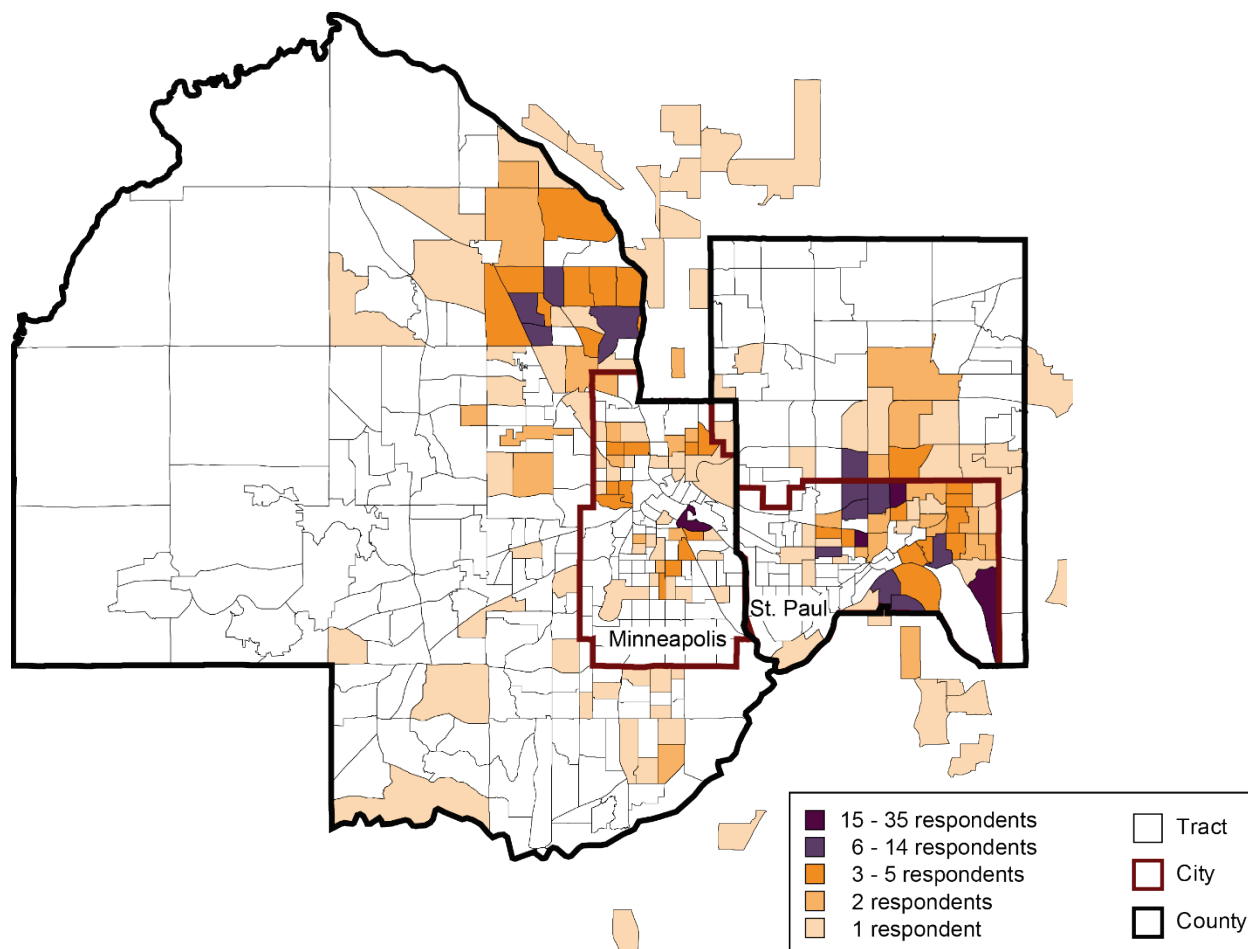 St. Paul
Minneapolis
15 - 35 respondents
6 - 14 respondents
3 - 5 respondents
2 respondents
1 respondent
Tract
City
County